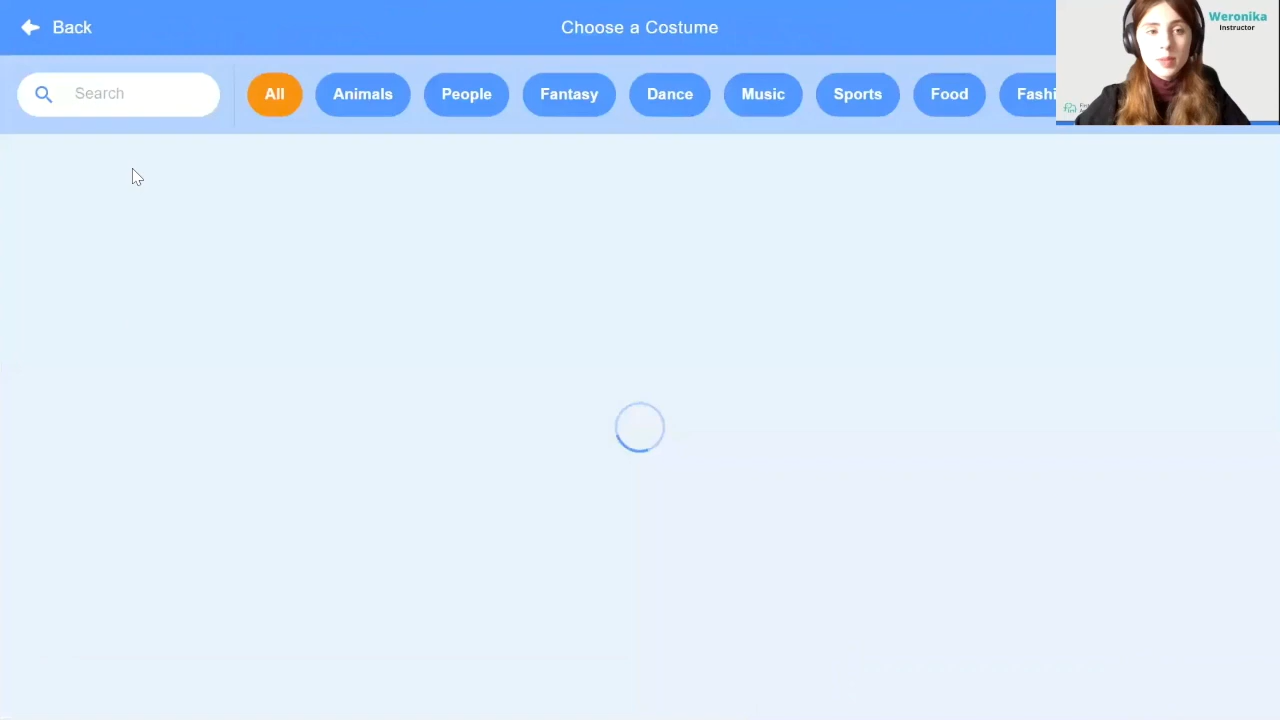 Back
Choose a Costume
Weronika
Instructor
Search
All
Animals
People
Fantasy
Dance
Music
Sports
Food
Fashi